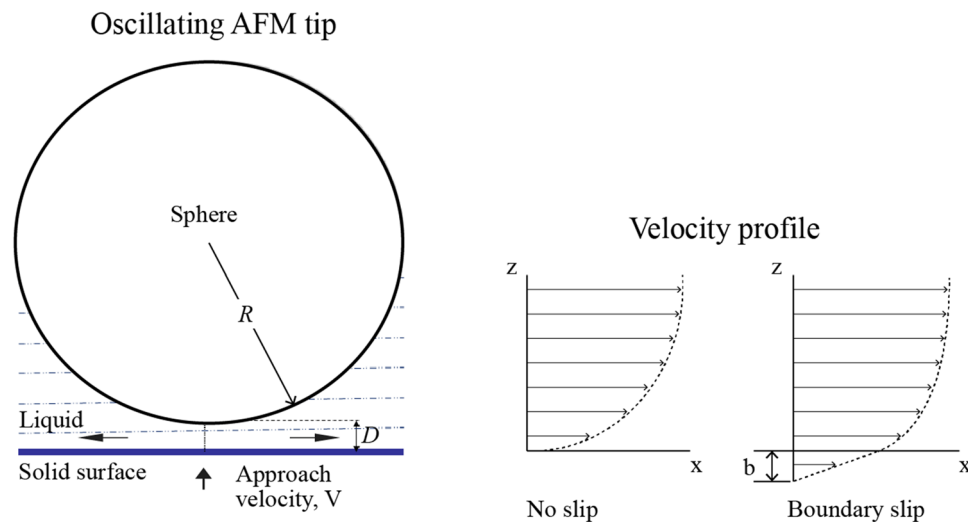 Oscillating AFM tip
Sphere
R
Liquid
D
Solid surface
Approach
velocity, V
Velocity profile
z
x
No slip
z
b
x
Boundary slip